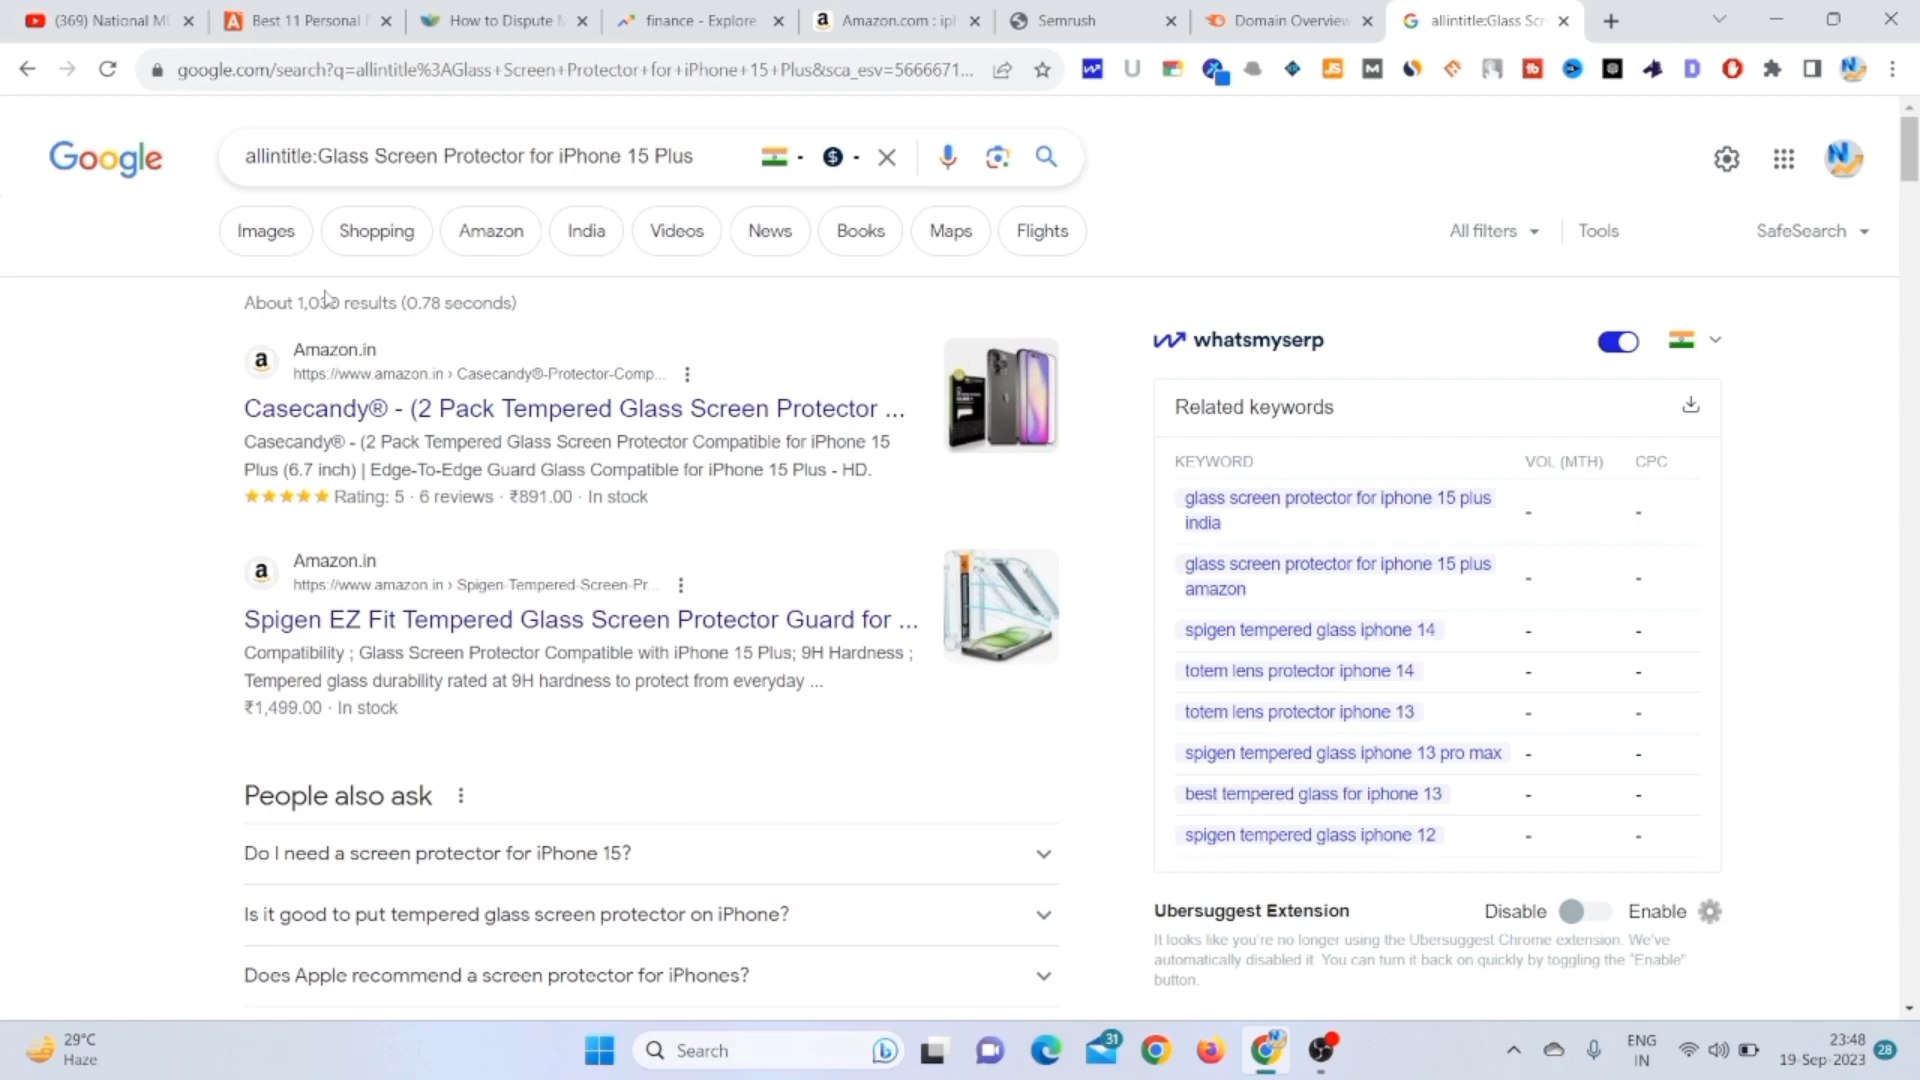 (369) National M
Best 11 Personal F
How to Dispute M
finance - Explore
Amazon.com : iph
Semrush
Domain Overview
allintitle:Glass Scr
google.com/search?q=allintitle%3AGlass+Screen+Protector+for+iPhone+15+Plus&sca_esv=5666671...
Google
allintitle:Glass Screen Protector for iPhone 15 Plus
Images
Shopping
Amazon
India
Videos
News
Books
Maps
Flights
All filters
Tools
SafeSearch
About results (0.78 seconds)
Amazon.in
https://www.amazon.in › Casecandy®-Protector-Comp...
Casecandy® - (2 Pack Tempered Glass Screen Protector ...
Casecandy® - (2 Pack Tempered Glass Screen Protector Compatible for iPhone 15
Plus (6.7 inch) | Edge-To-Edge Guard Glass Compatible for iPhone 15 Plus - HD.
Rating: 5 · 6 reviews · ₹891.00 · In stock
Amazon.in
https://www.amazon.in › Spigen-Tempered-Screen-Pr...
Spigen EZ Fit Tempered Glass Screen Protector Guard for ...
Compatibility ; Glass Screen Protector Compatible with iPhone 15 Plus; 9H Hardness ;
Tempered glass durability rated at 9H hardness to protect from everyday ...
₹1,499.00 · In stock
People also ask
Do I need a screen protector for iPhone 15?
Is it good to put tempered glass screen protector on iPhone?
Does Apple recommend a screen protector for iPhones?
whatsmyserp
Related keywords
KEYWORD VOL (MTH) CPC
glass screen protector for iphone 15 plus
india - -
glass screen protector for iphone 15 plus
amazon - -
spigen tempered glass iphone 14 - -
totem lens protector iphone 14 - -
totem lens protector iphone 13 - -
spigen tempered glass iphone 13 pro max - -
best tempered glass for iphone 13 - -
spigen tempered glass iphone 12 - -
Ubersuggest Extension Disable Enable
It looks like you're no longer using the Ubersuggest Chrome extension. We've
automatically disabled it. You can turn it back on quickly by toggling the "Enable"
button.
29°C
Haze
Search
31
ENG
IN
23:48
19-Sep-2023
28